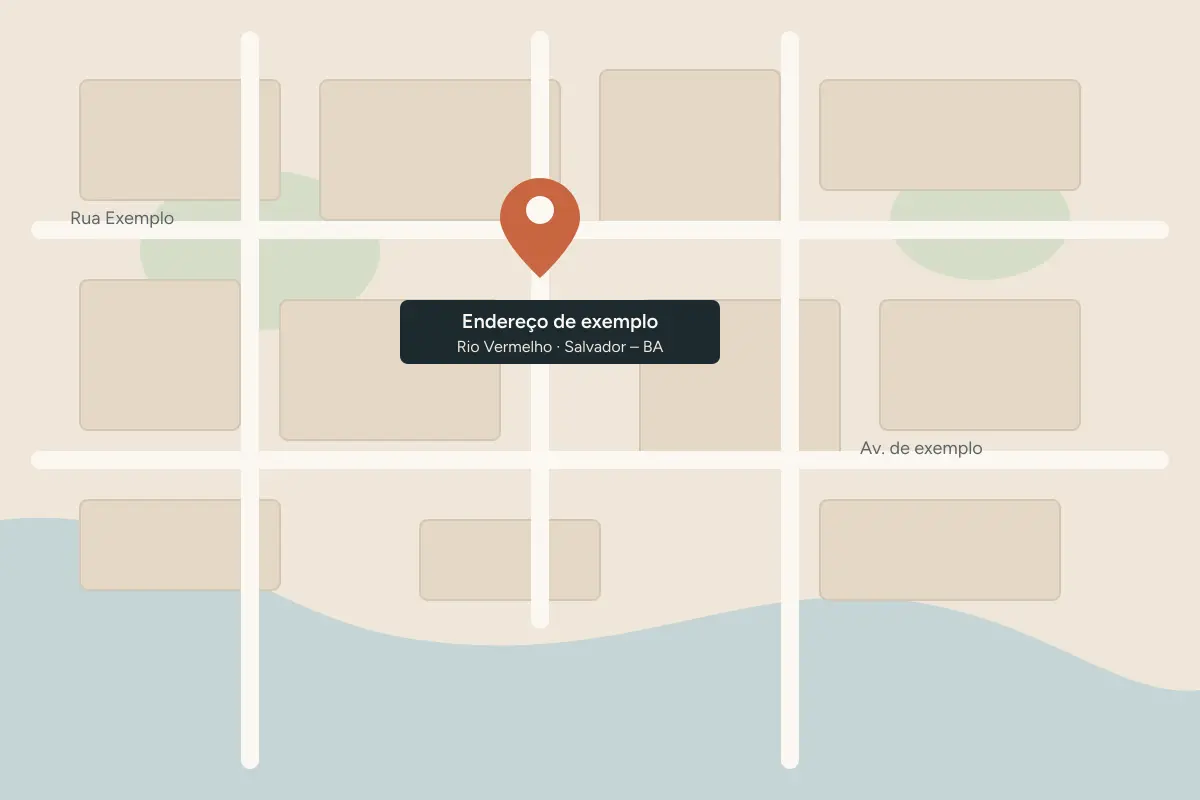 Rua Exemplo
Endereço de exemplo
Rio Vermelho · Salvador – BA
Av. de exemplo